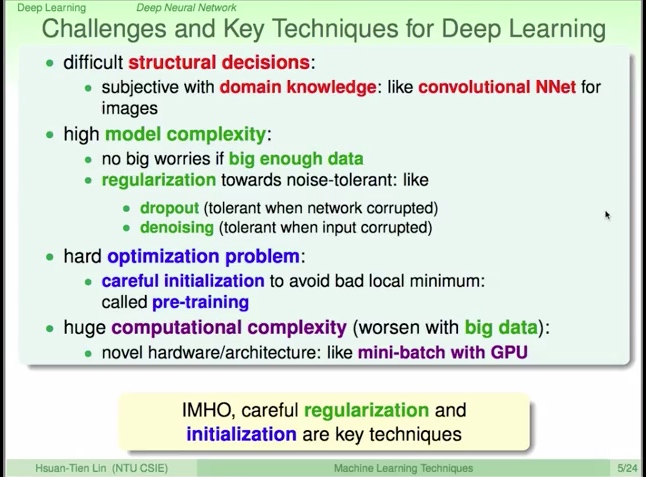 Deep Learning Deep Neural Network
Challenges and Key Techniques for Deep Learning
• difficult structural decisions:
• subjective with domain knowledge: like convolutional NNet for
images
• high model complexity:
• no big worries if big enough data
• regularization towards noise-tolerant: like
• dropout (tolerant when network corrupted)
• denoising (tolerant when input corrupted)
• hard optimization problem:
• careful initialization to avoid bad local minimum:
called pre-training
• huge computational complexity (worsen with big data):
• novel hardware/architecture: like mini-batch with GPU
IMHO, careful regularization and
initialization are key techniques
Hsuan-Tien Lin (NTU CSIE) Machine Learning Techniques 5/24